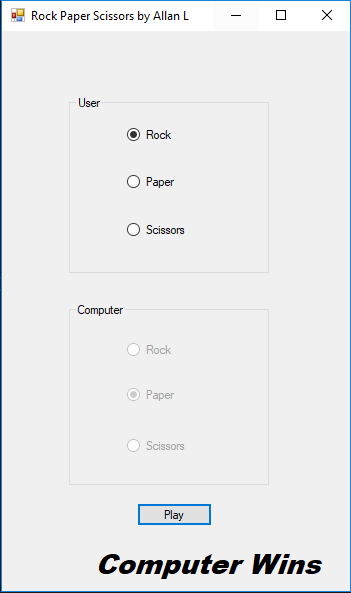 Rock Paper Scissors by Allan L
User
Rock
Paper
Scissors
Computer
Rock
Paper
Scissors
Play
Computer Wins